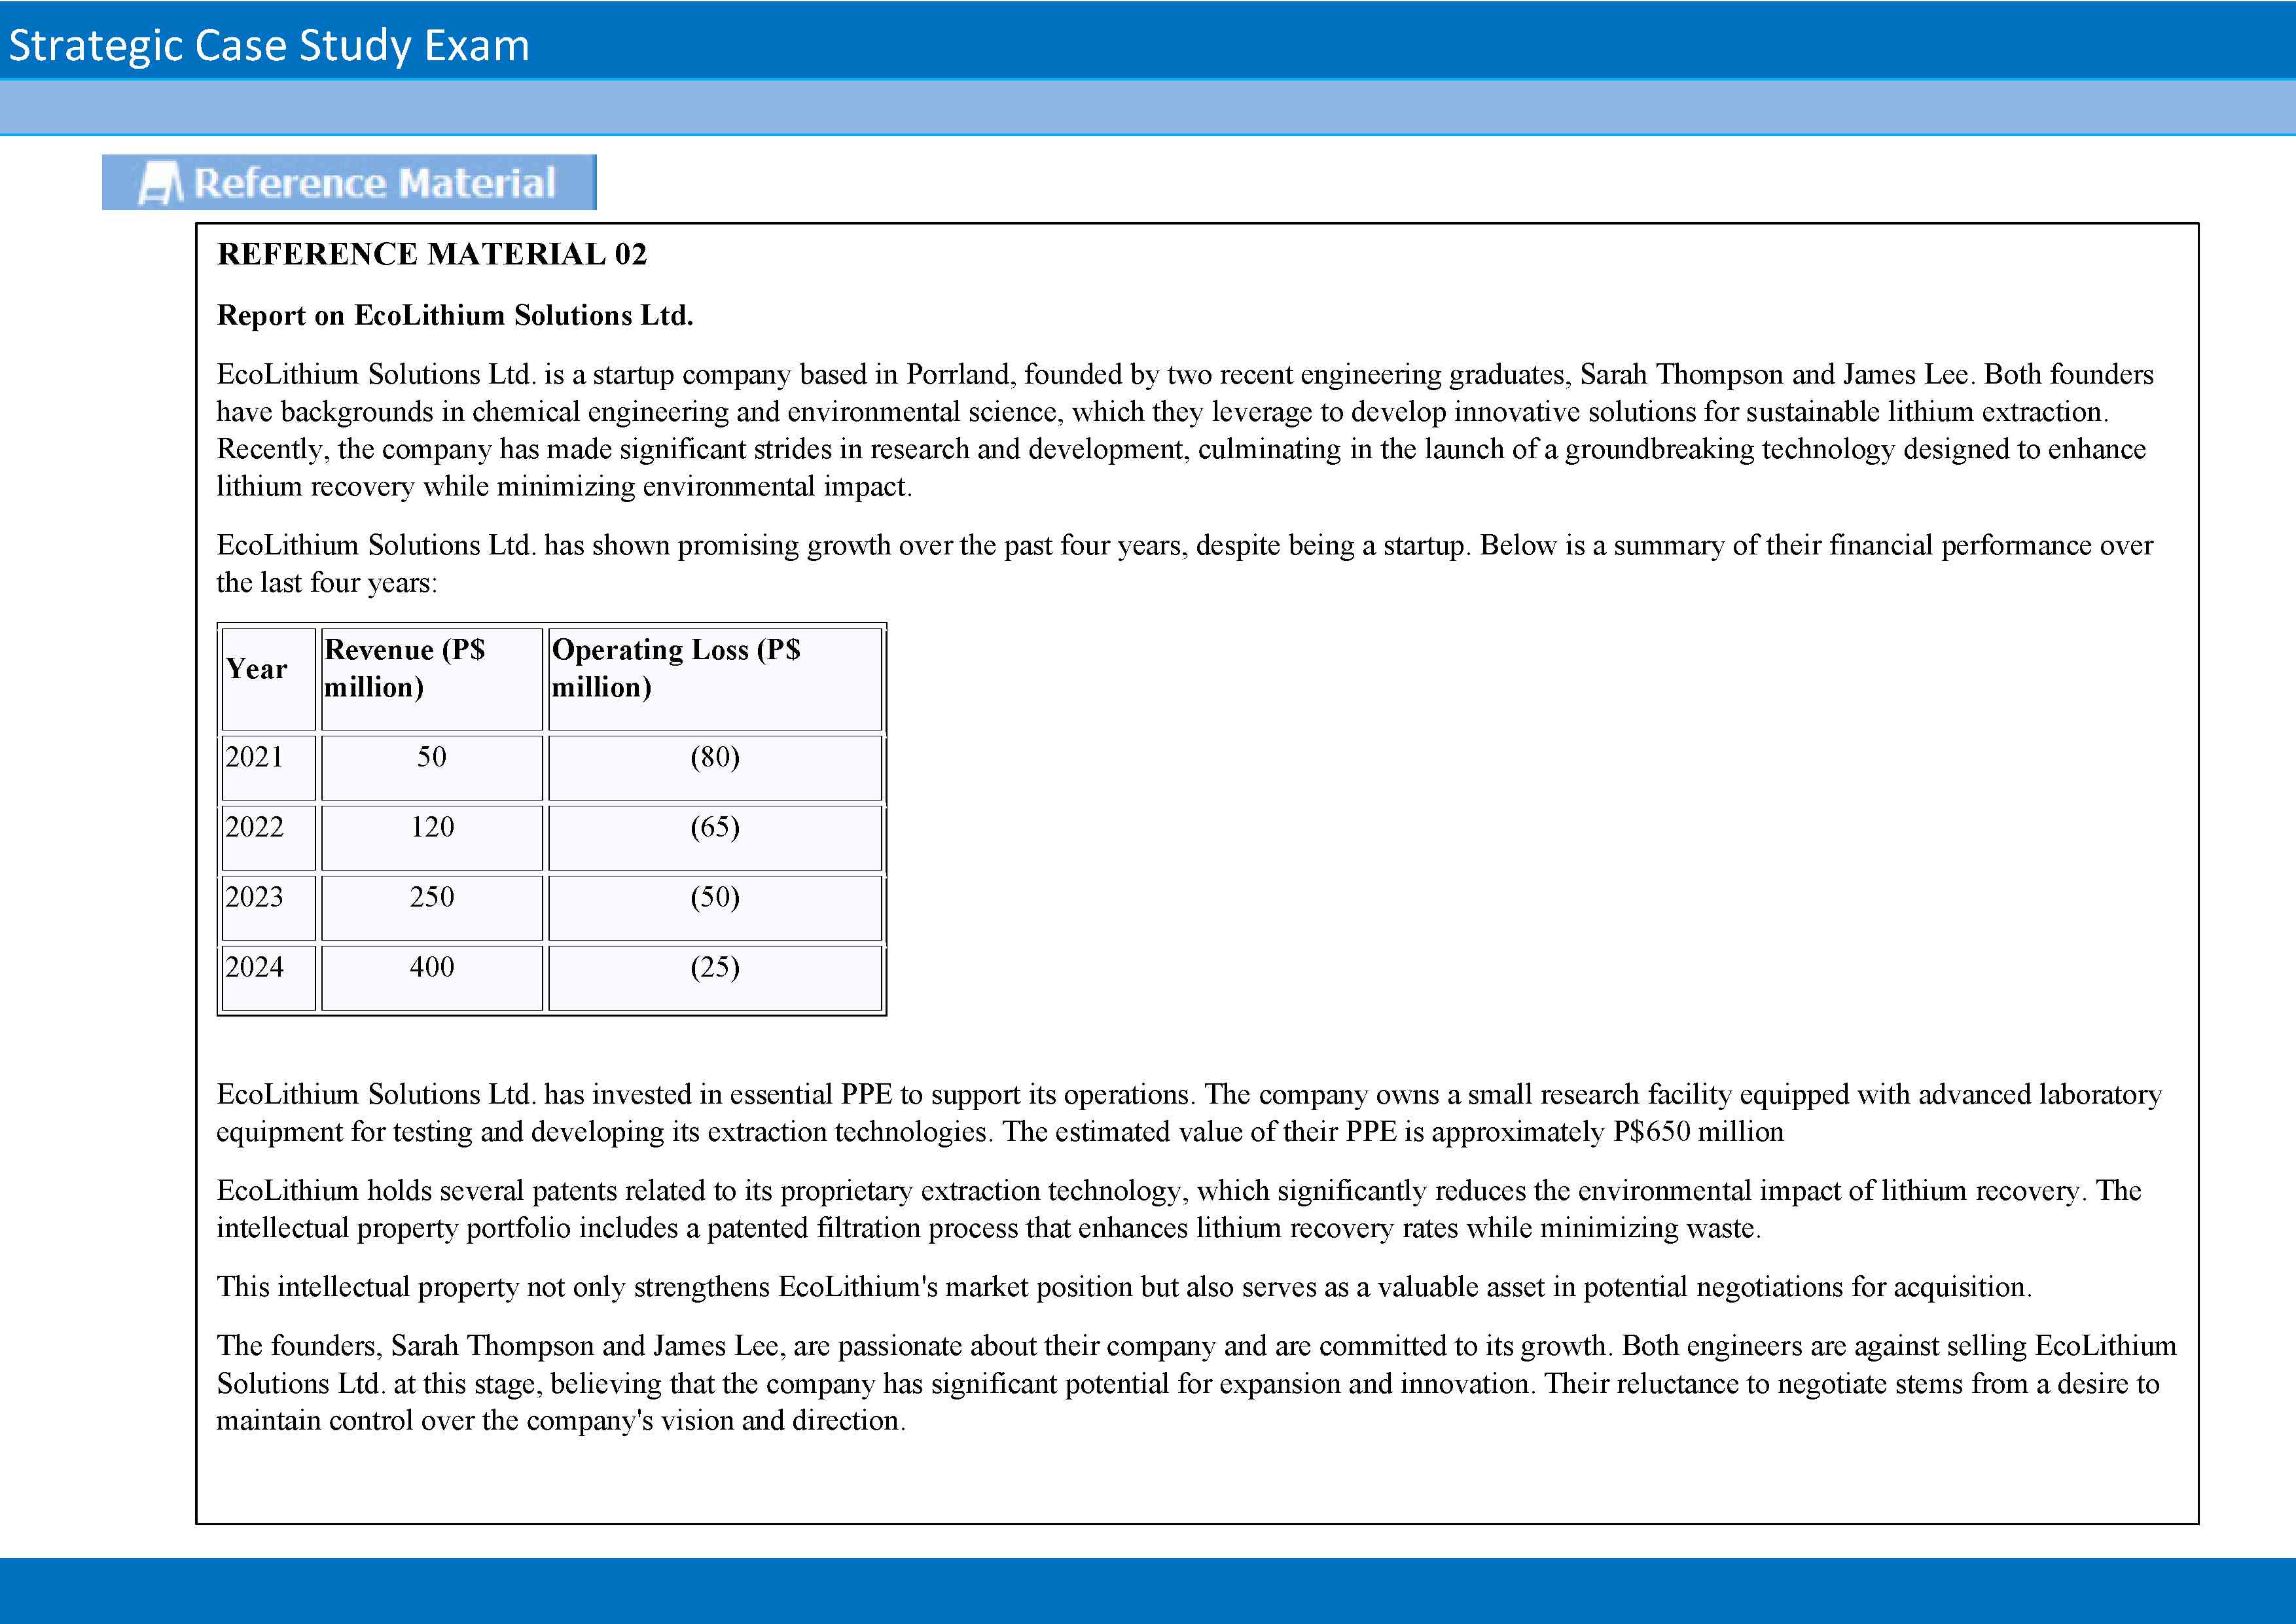 Strategic Case Study Exam
Reference Material
REFERENCE MATERIAL 02
Report on EcoLithium Solutions Ltd.
EcoLithium Solutions Ltd. is a startup company based in Porrland, founded by two recent engineering graduates, Sarah Thompson and James Lee. Both founders
have backgrounds in chemical engineering and environmental science, which they leverage to develop innovative solutions for sustainable lithium extraction.
Recently, the company has made significant strides in research and development, culminating in the launch of a groundbreaking technology designed to enhance
lithium recovery while minimizing environmental impact.
EcoLithium Solutions Ltd. has shown promising growth over the past four years, despite being a startup. Below is a summary of their financial performance over
the last four years:
Year Revenue (P$ million) Operating Loss (P$ million)
2021 50 (80)
2022 120 (65)
2023 250 (50)
2024 400 (25)
EcoLithium Solutions Ltd. has invested in essential PPE to support its operations. The company owns a small research facility equipped with advanced laboratory
equipment for testing and developing its extraction technologies. The estimated value of their PPE is approximately P$650 million
EcoLithium holds several patents related to its proprietary extraction technology, which significantly reduces the environmental impact of lithium recovery. The
intellectual property portfolio includes a patented filtration process that enhances lithium recovery rates while minimizing waste.
This intellectual property not only strengthens EcoLithium's market position but also serves as a valuable asset in potential negotiations for acquisition.
The founders, Sarah Thompson and James Lee, are passionate about their company and are committed to its growth. Both engineers are against selling EcoLithium
Solutions Ltd. at this stage, believing that the company has significant potential for expansion and innovation. Their reluctance to negotiate stems from a desire to
maintain control over the company's vision and direction.